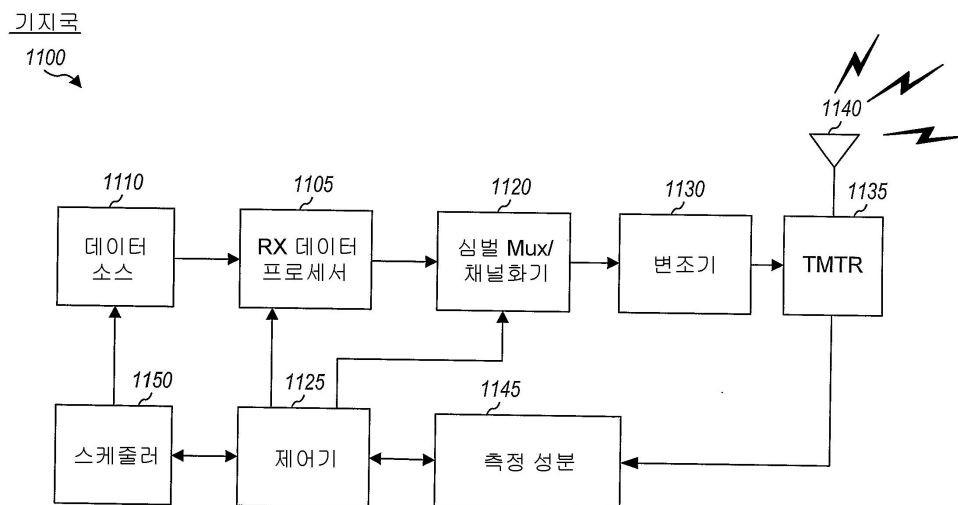 기지국
1100
1140
1110
1105
1120
1130
1135
데이터
소스
RX 데이터
프로세서
심벌 Mux/
채널화기
변조기
TMTR
1150
1125
1145
스케줄러
제어기
측정 성분